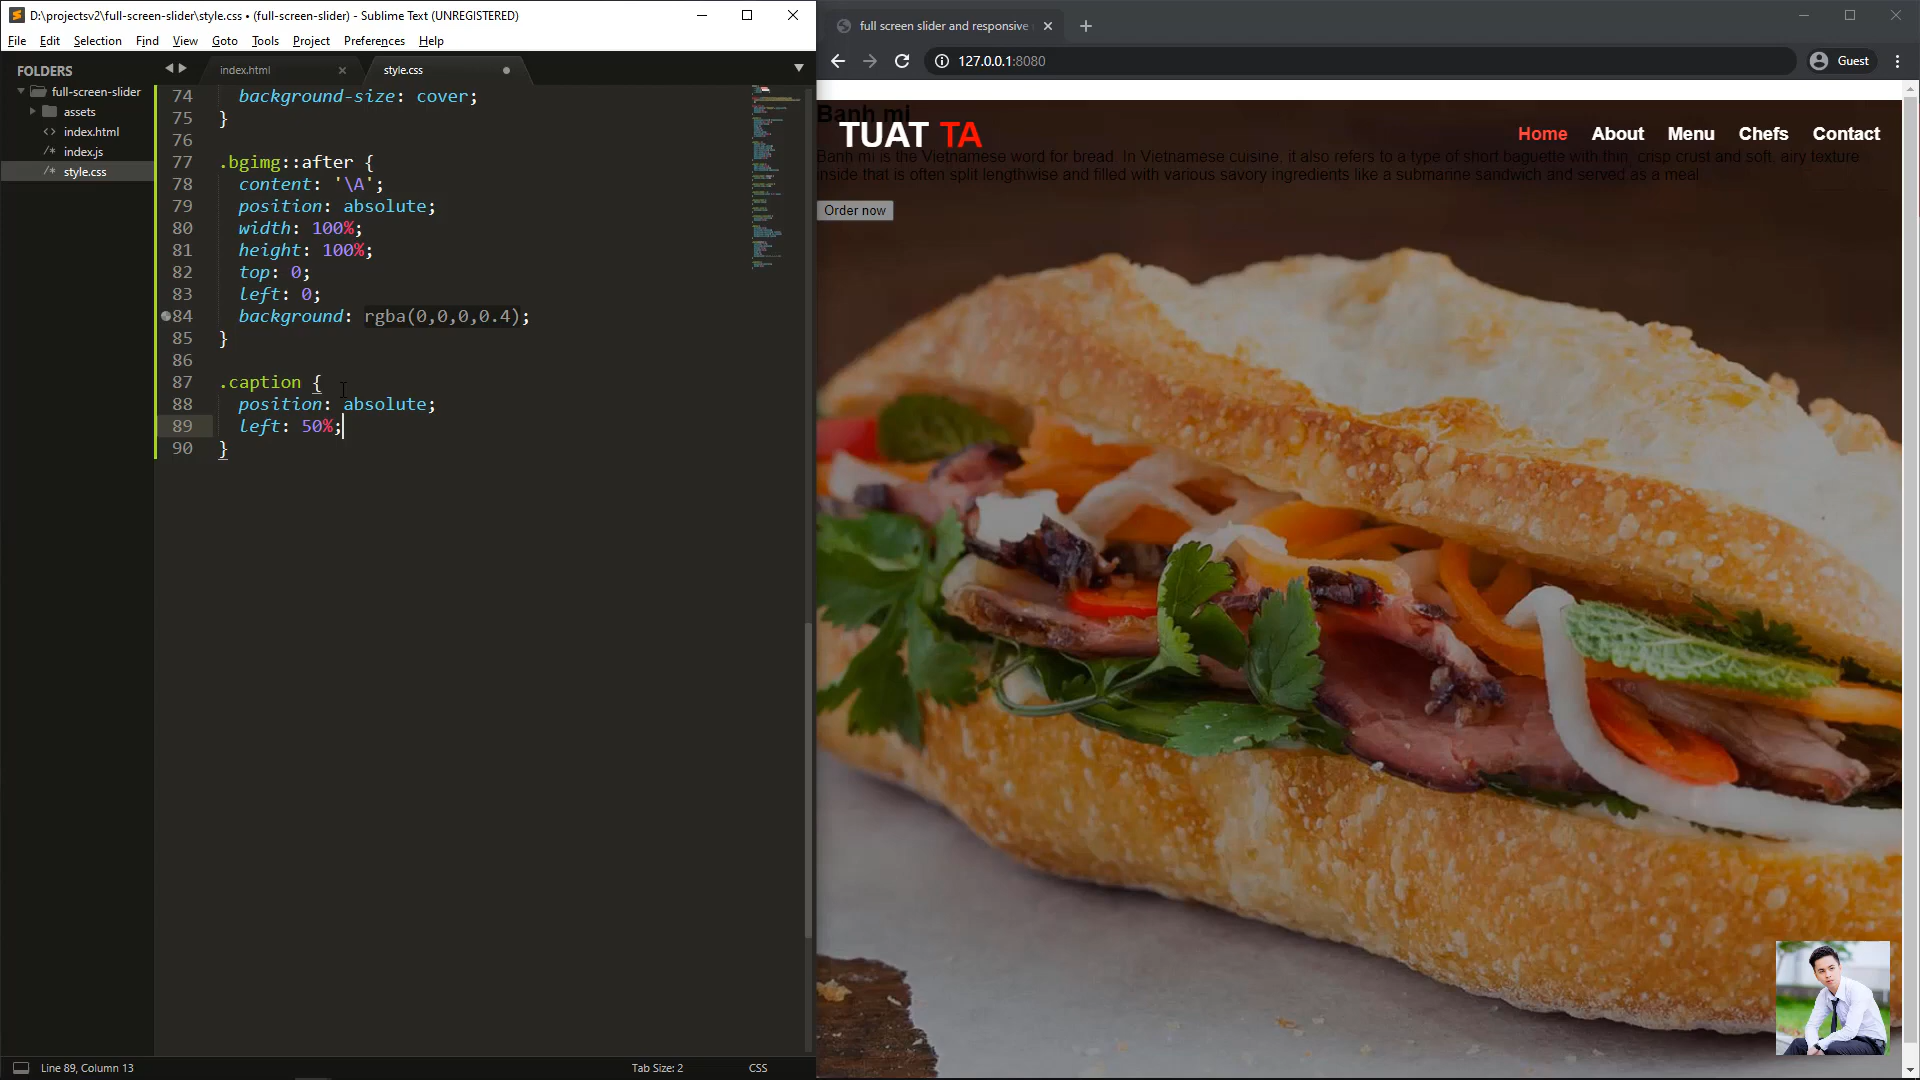 D:\projectsv2\full-screen-slider\style.css • (full-screen-slider) - Sublime Text (UNREGISTERED)
File Edit Selection Find View Goto Tools Project Preferences Help
FOLDERS
full-screen-slider
assets
index.html
index.js
style.css
index.html
style.css
74 background-size: cover;
75 }
76
77 .bgimg::after {
78 content: '\A';
79 position: absolute;
80 width: 100%;
81 height: 100%;
82 top: 0;
83 left: 0;
84 background: rgba(0,0,0,0.4);
85 }
86
87 .caption {
88 position: absolute;
89 left: 50%;
90 }
Line 89, Column 13
Tab Size: 2
CSS
full screen slider and responsive
127.0.0.1:8080
Guest
Banh mi
TUAT TA
Home About Menu Chefs Contact
Banh mi is the Vietnamese word for bread. In Vietnamese cuisine, it also refers to a type of short baguette with thin, crisp crust and soft, airy texture
inside that is often split lengthwise and filled with various savory ingredients like a submarine sandwich and served as a meal
Order now